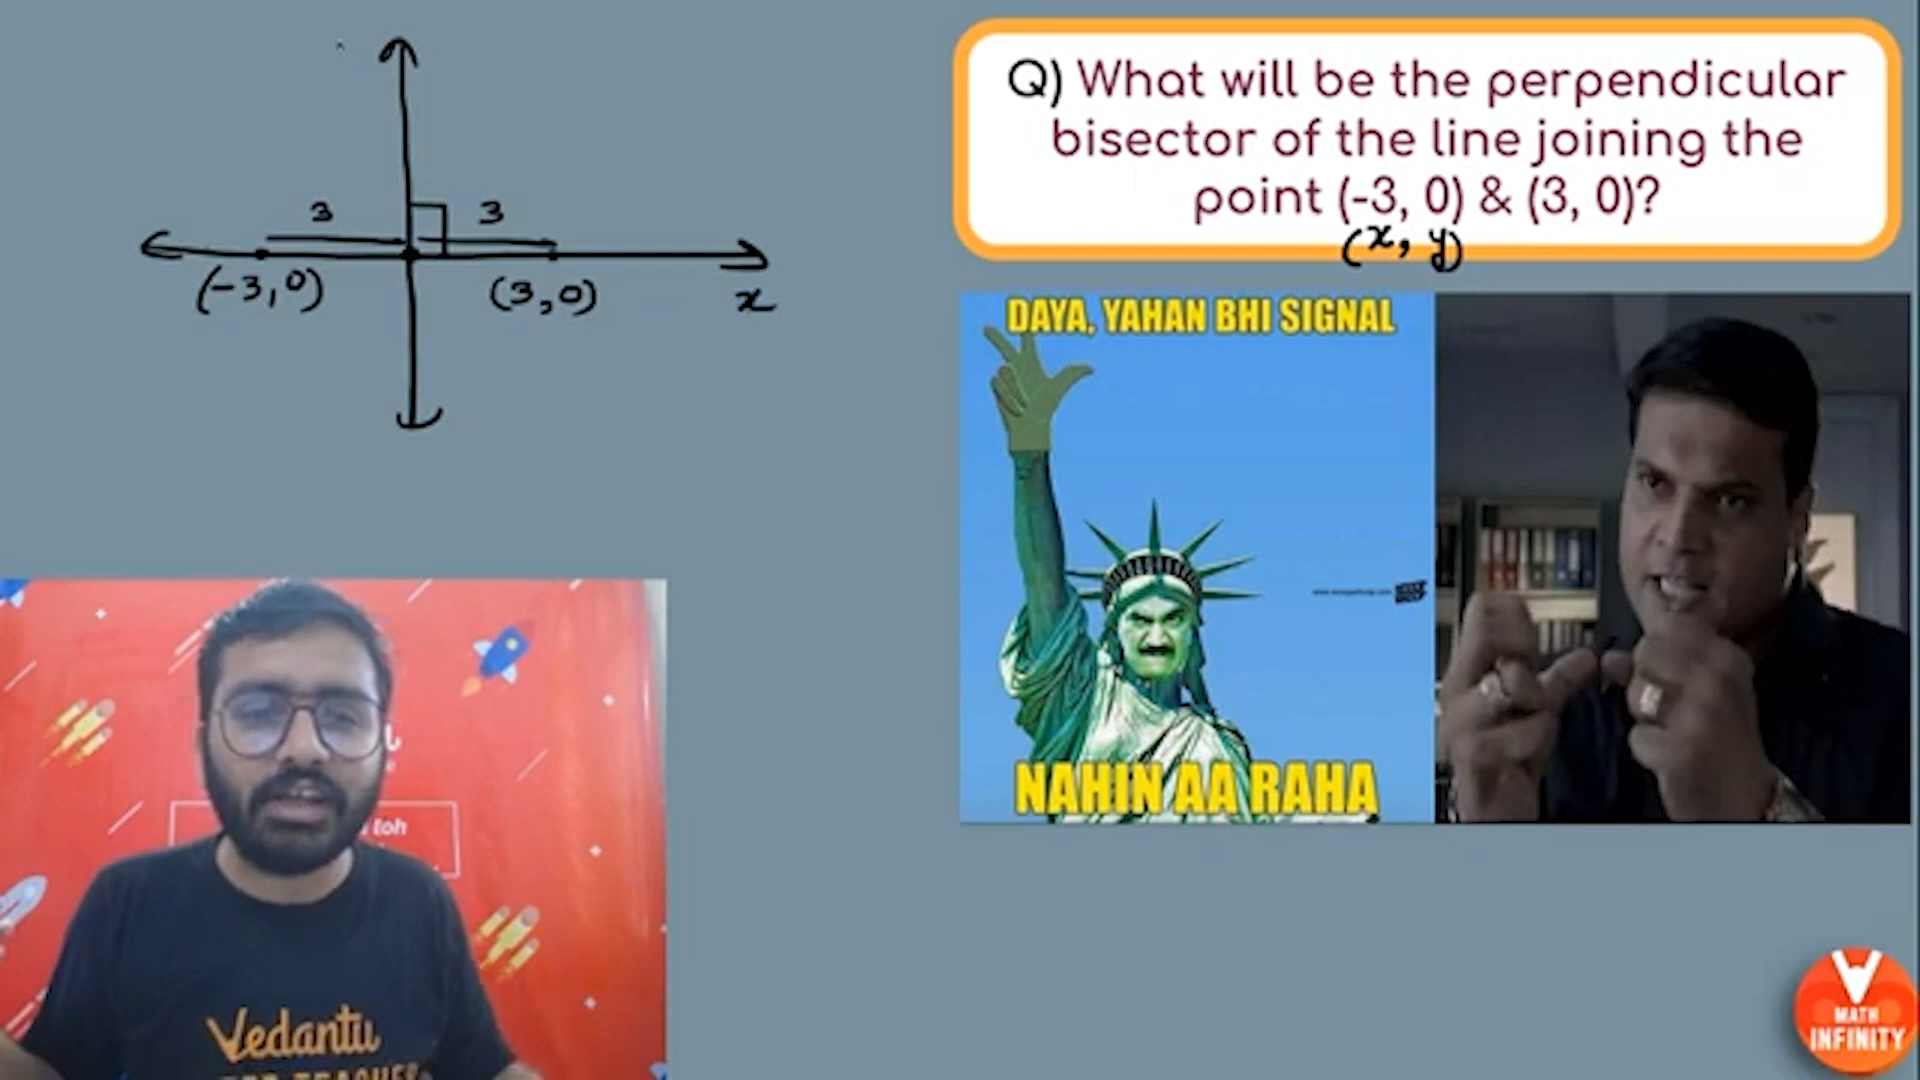 3
3
(-3,0)
(3,0)
x
Q) What will be the perpendicular
bisector of the line joining the
point (-3, 0) & (3, 0)?
(x, y)
DAYA, YAHAN BHI SIGNAL
NAHIN AA RAHA
loh
Vedantu
MATH
INFINITY